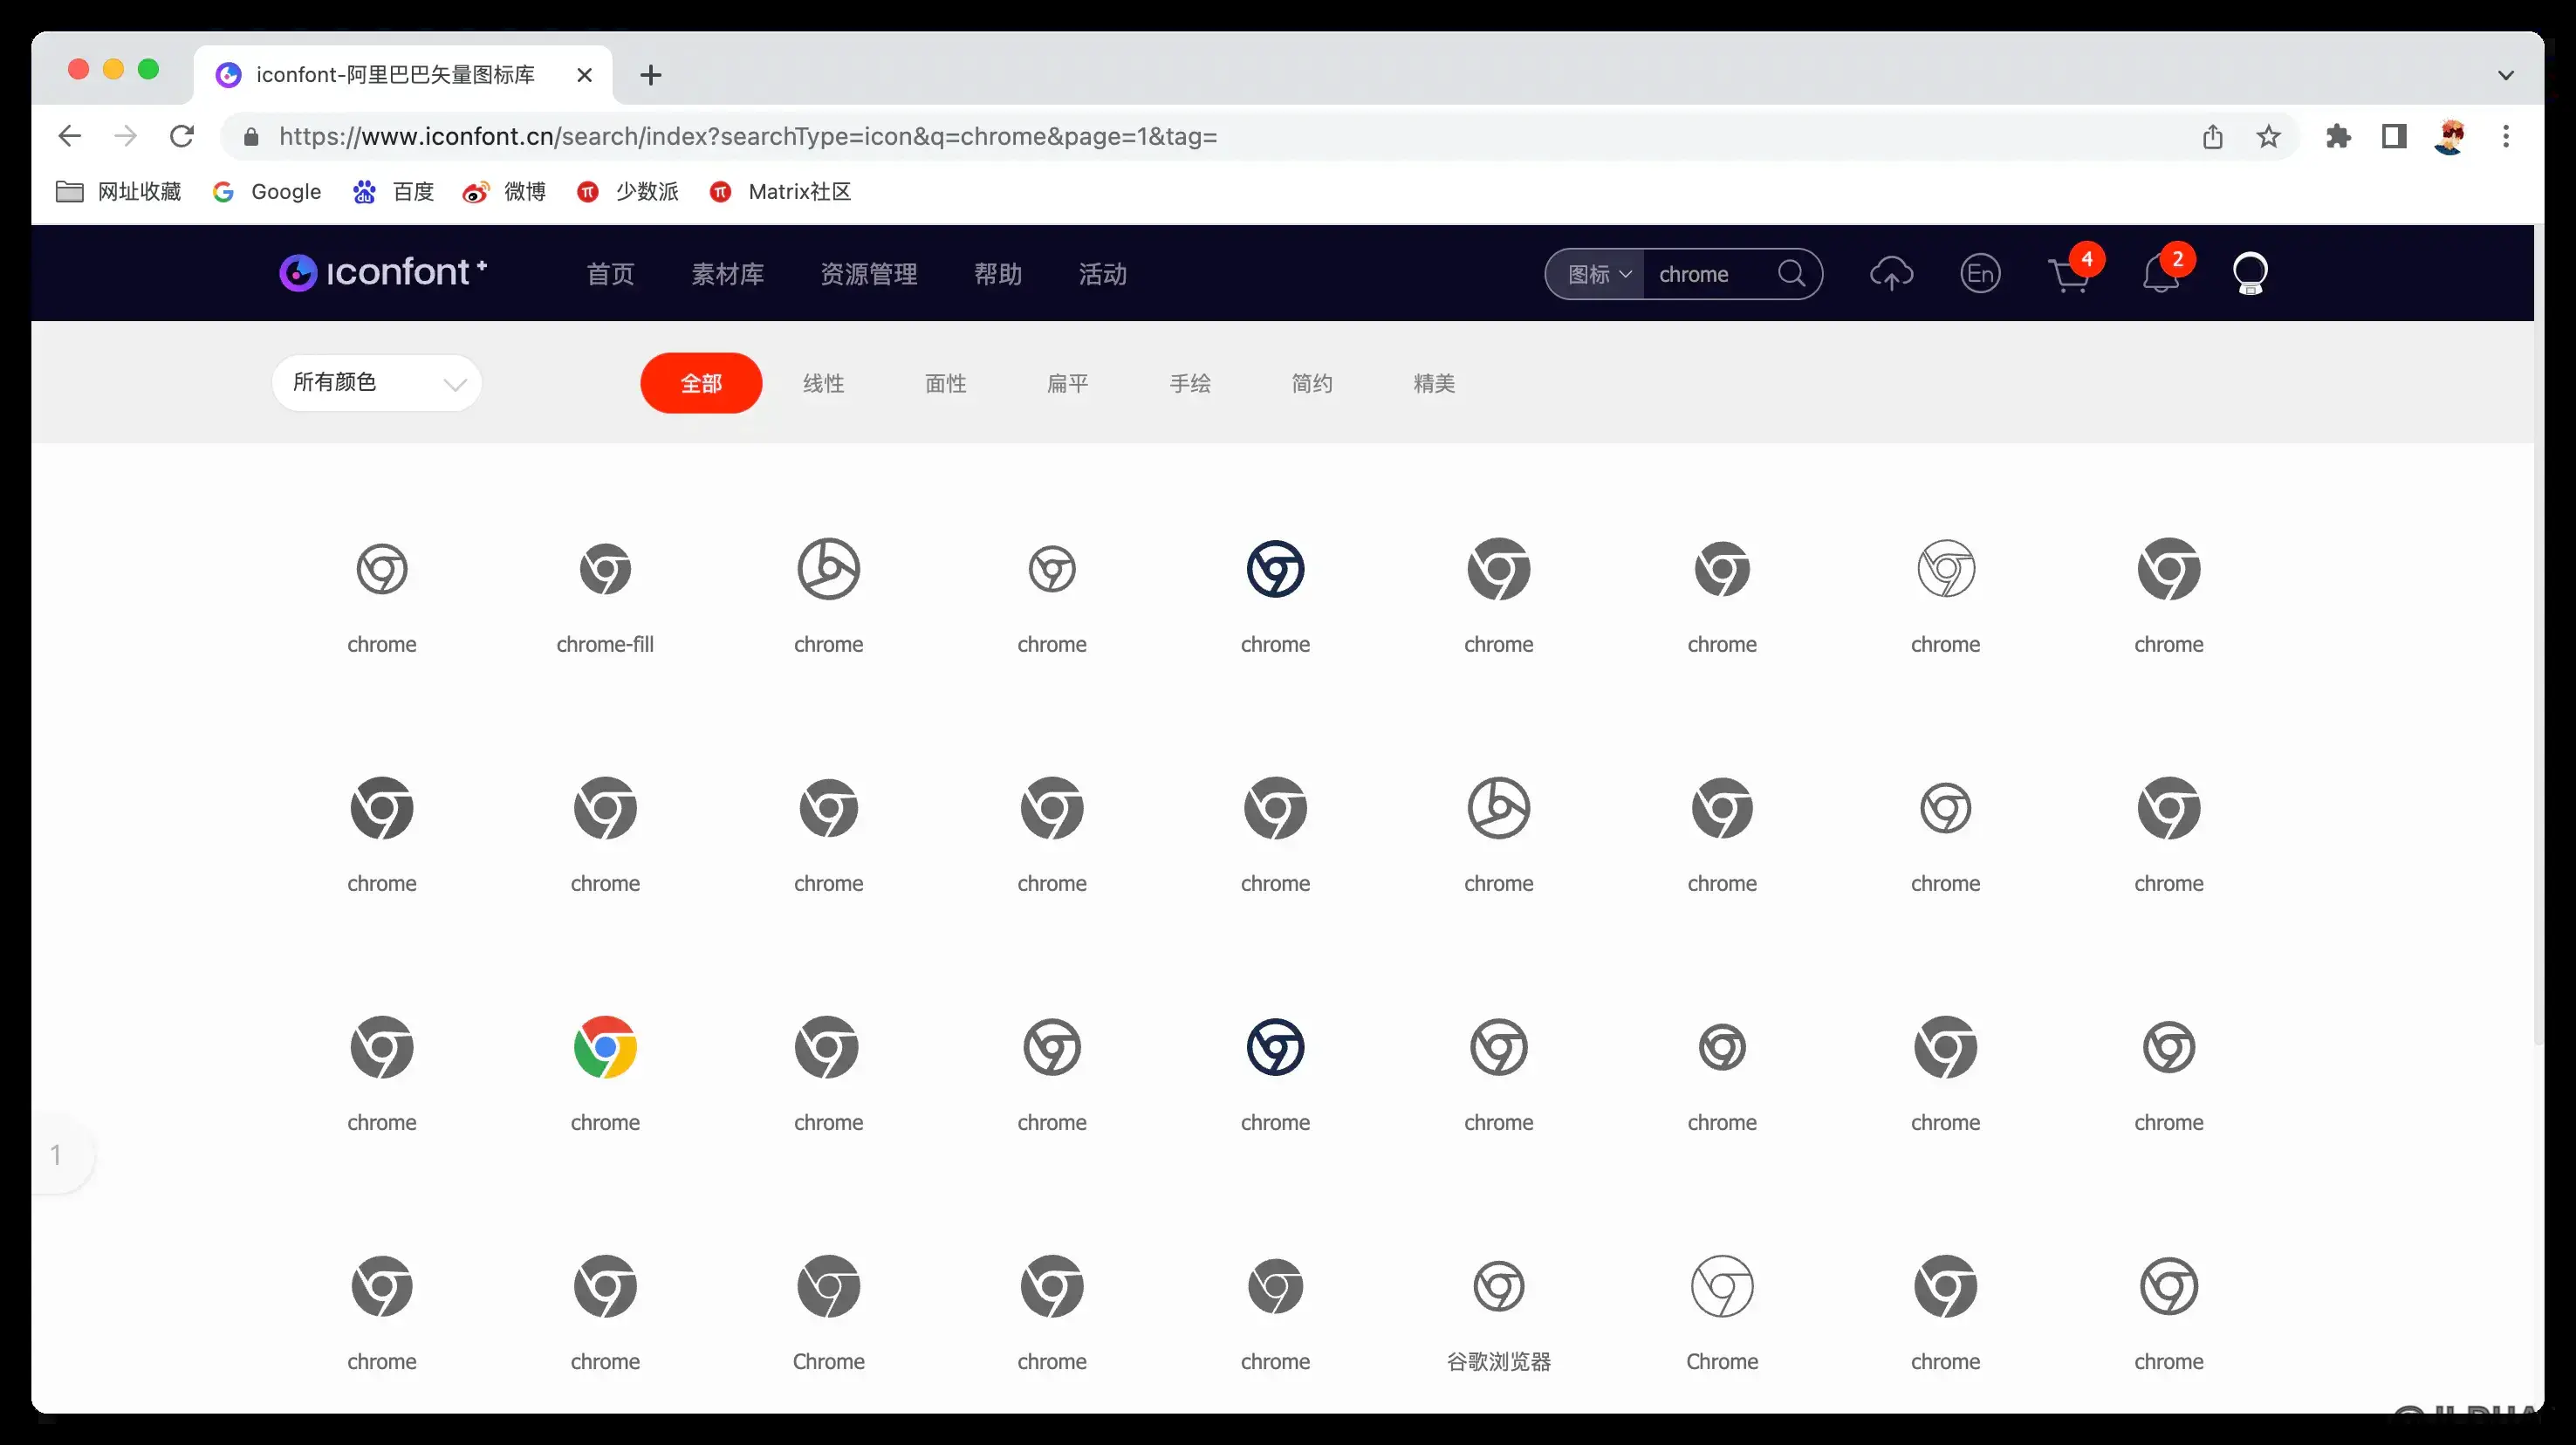 iconfont-阿里巴巴矢量图标库
https://www.iconfont.cn/search/index?searchType=icon&q=chrome&page=1&tag=
网址收藏 Google 百度 微博 少数派 Matrix社区
iconfont+ 首页 素材库 资源管理 帮助 活动 图标 chrome En 4 2
所有颜色 全部 线性 面性 扁平 手绘 简约 精美
chrome chrome-fill chrome chrome chrome chrome chrome chrome chrome
chrome chrome chrome chrome chrome chrome chrome chrome chrome
chrome chrome chrome chrome chrome chrome chrome chrome chrome
1
chrome chrome Chrome chrome chrome 谷歌浏览器 Chrome chrome chrome